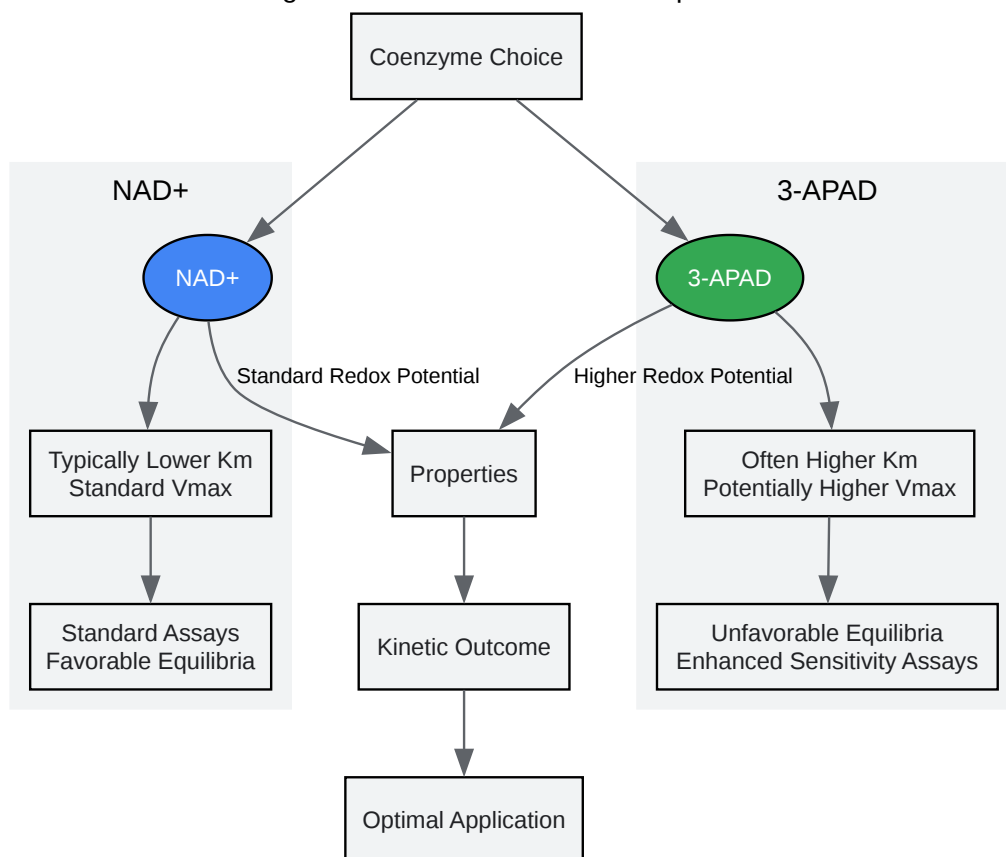 Coenzyme Choice
NAD+
3-APAD
NAD+
3-APAD
Standard Redox Potential
Higher Redox Potential
Typically Lower Km
Standard Vmax
Properties
Often Higher Km
Potentially Higher Vmax
Standard Assays
Favorable Equilibria
Kinetic Outcome
Unfavorable Equilibria
Enhanced Sensitivity Assays
Optimal Application